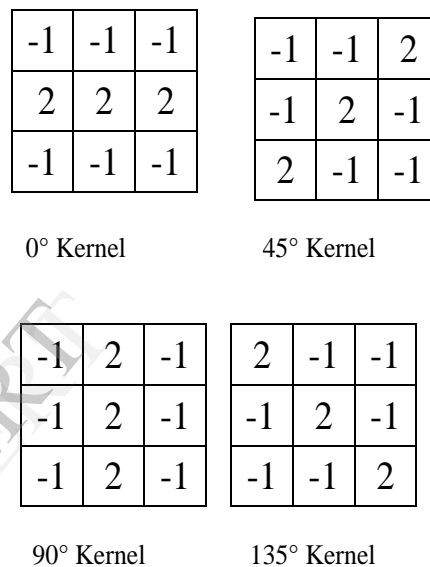 -1 -1 -1
2 2 2
-1 -1 -1
0° Kernel
-1 -1 2
-1 2 -1
2 -1 -1
45° Kernel
-1 2 -1
-1 2 -1
-1 2 -1
90° Kernel
2 -1 -1
-1 2 -1
-1 -1 2
135° Kernel